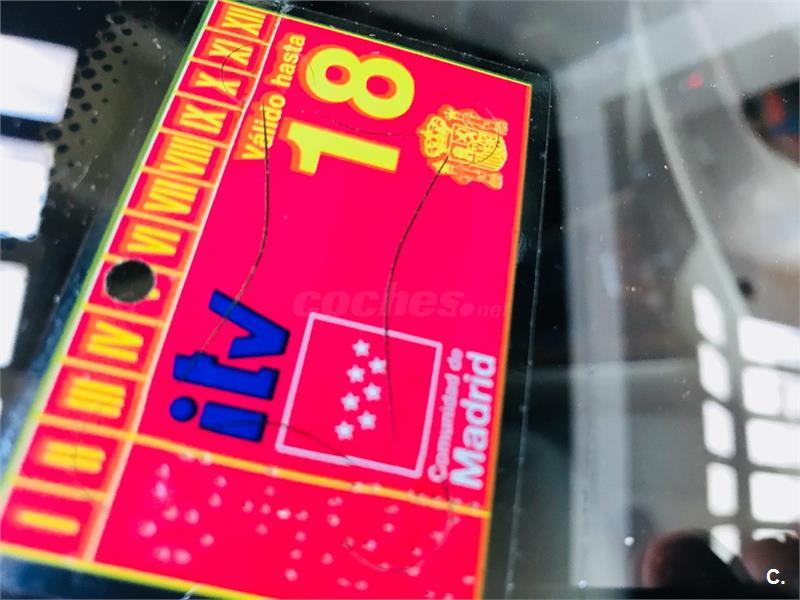 I II III IV VI VII VIII IX X XI XII
Válido hasta
18
itv
Comunidad de
Madrid
coches.net
C.